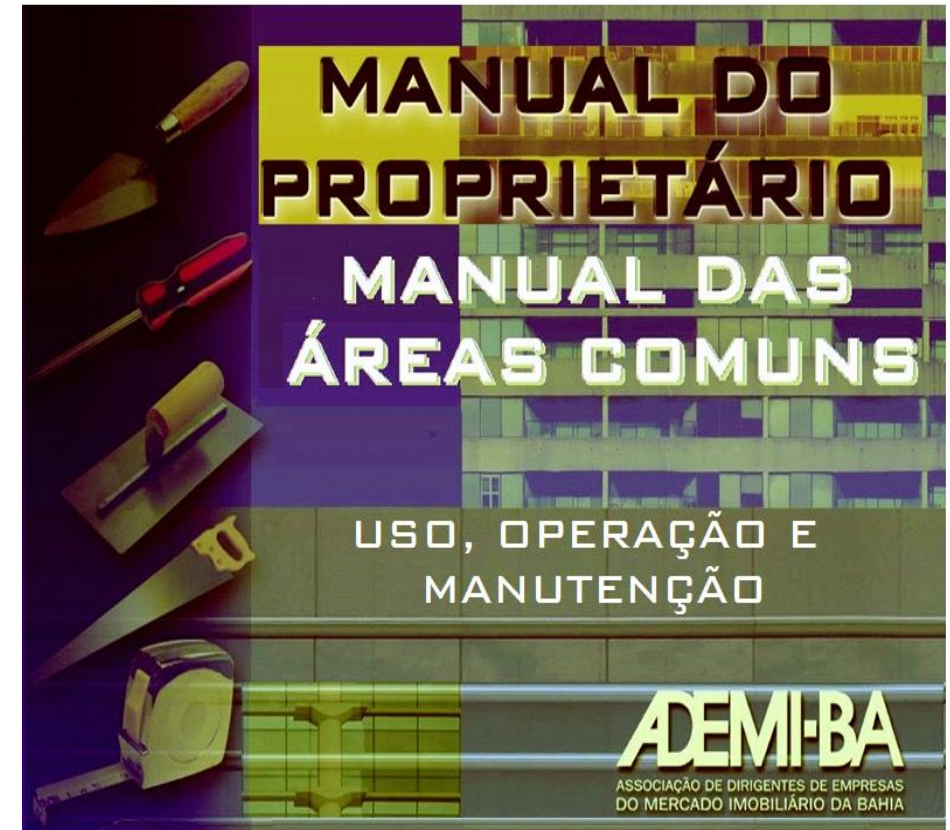 MANUAL DO
PROPRIETÁRIO
MANUAL DAS
ÁREAS COMUNS
USO, OPERAÇÃO E
MANUTENÇÃO
ADEMI-BA
ASSOCIAÇÃO DE DIRIGENTES DE EMPRESAS
DO MERCADO IMOBILIÁRIO DA BAHIA